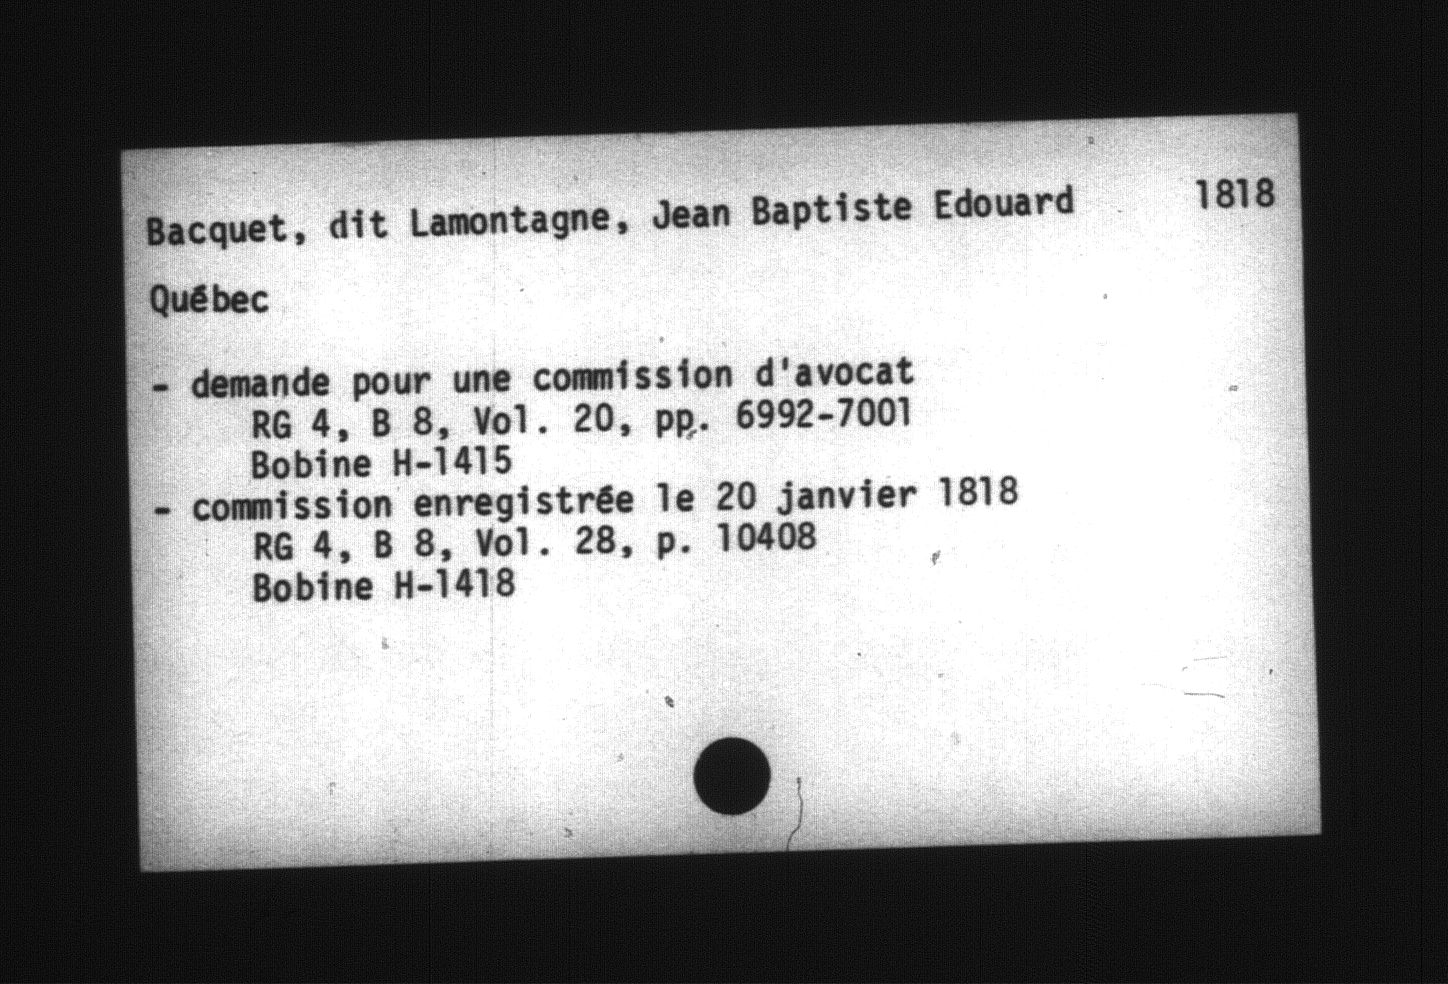 Bacquet, dit Lamontagne, Jean Baptiste Edouard 1818
Québec
- demande pour une commission d'avocat
RG 4, B 8, Vol. 20, pp. 6992-7001
Bobine H-1415
- commission enregistrée le 20 janvier 1818
RG 4, B 8, Vol. 28, p. 10408
Bobine H-1418